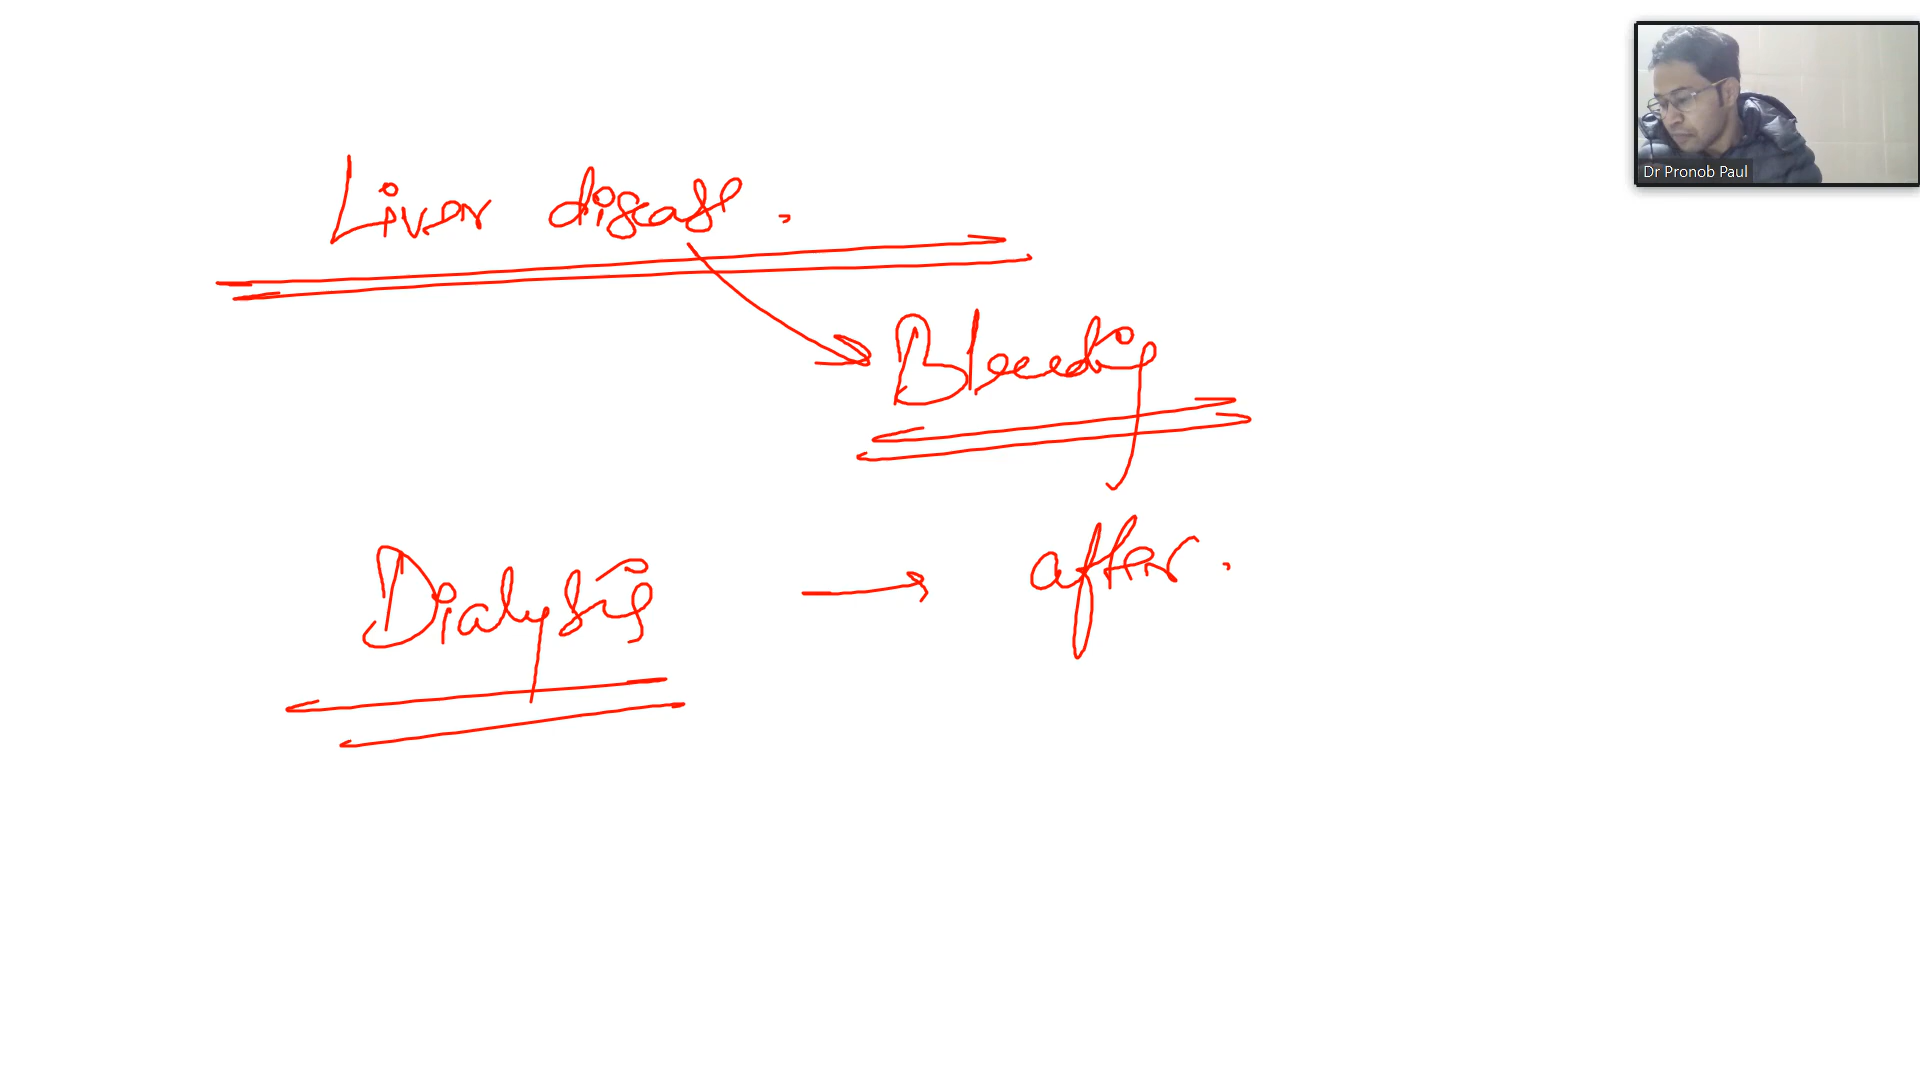 Dr Pronob Paul
Liver disease.
Bleeding
Dialysis → after.